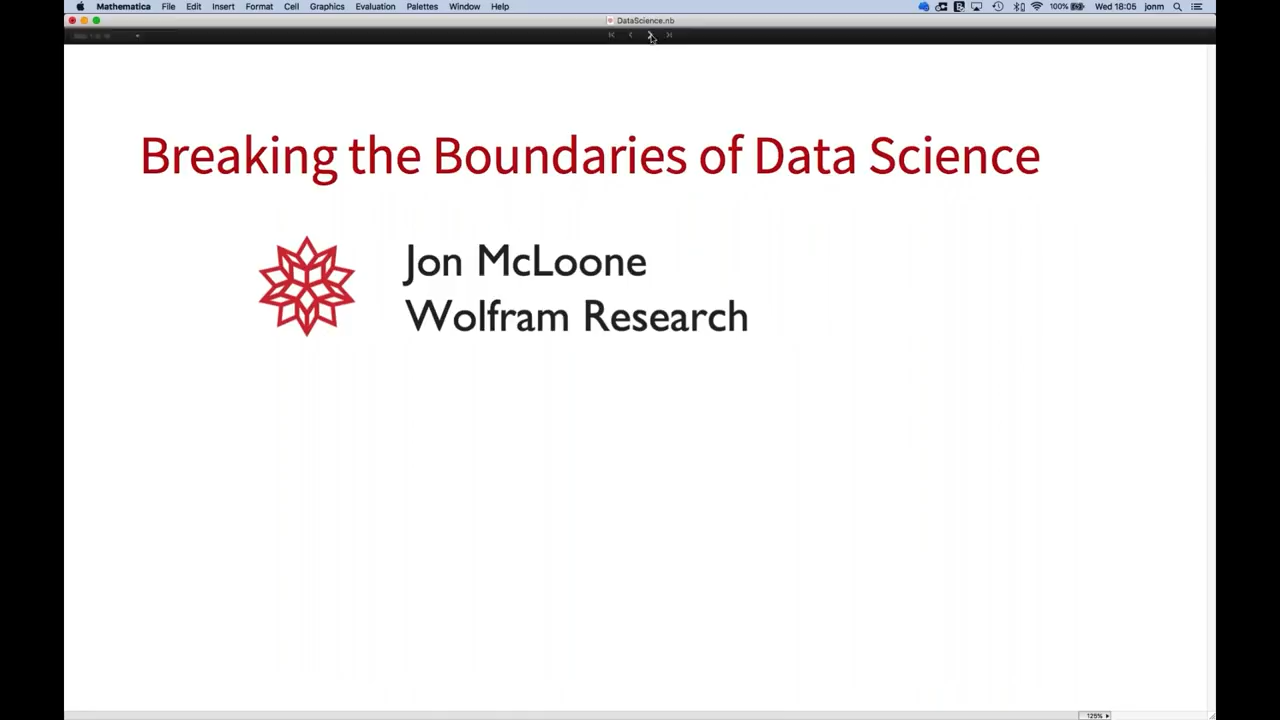 Mathematica File Edit Insert Format Cell Graphics Evaluation Palettes Window Help 100% Wed 18:05 jonm
DataScience.nb
Breaking the Boundaries of Data Science
Jon McLoone
Wolfram Research
125%